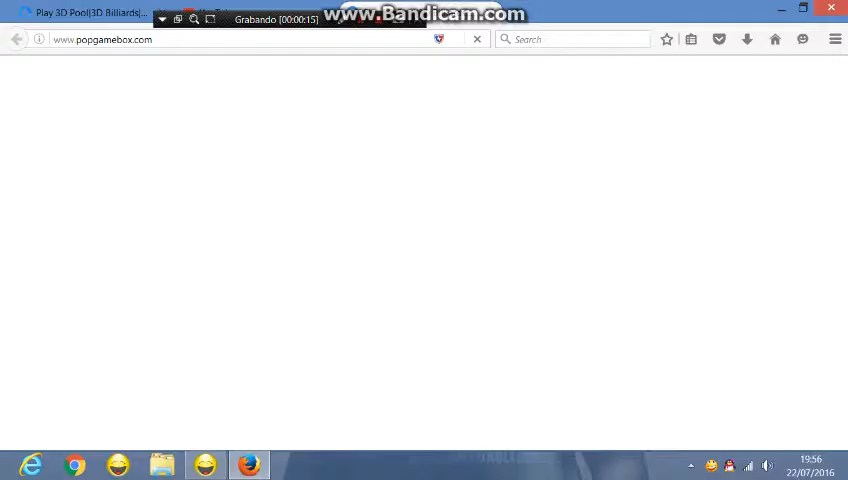 Play 3D Pool|3D Billiards|...
Grabando [00:00:15]
www.Bandicam.com
www.popgamebox.com
Search
19:56
22/07/2016